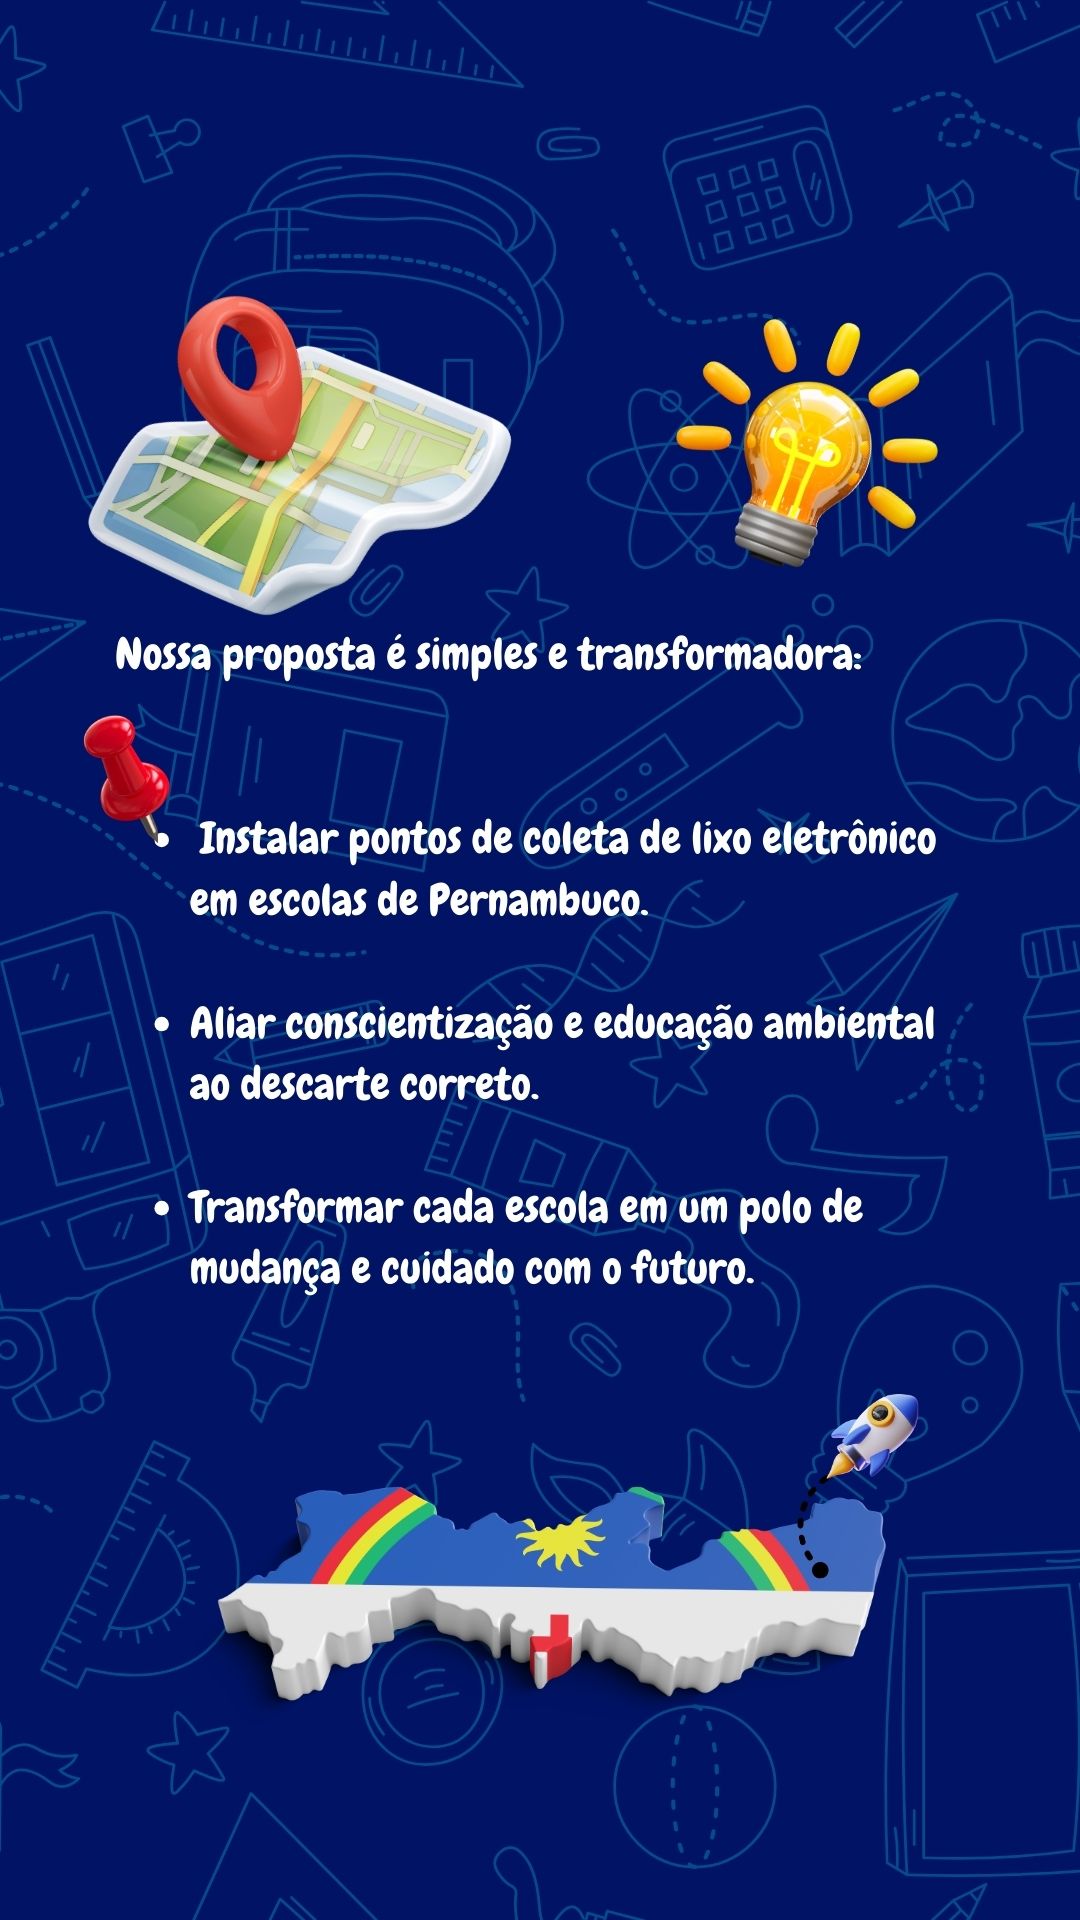 Nossa proposta é simples e transformadora:
• Instalar pontos de coleta de lixo eletrônico
em escolas de Pernambuco.
• Aliar conscientização e educação ambiental
ao descarte correto.
• Transformar cada escola em um polo de
mudança e cuidado com o futuro.